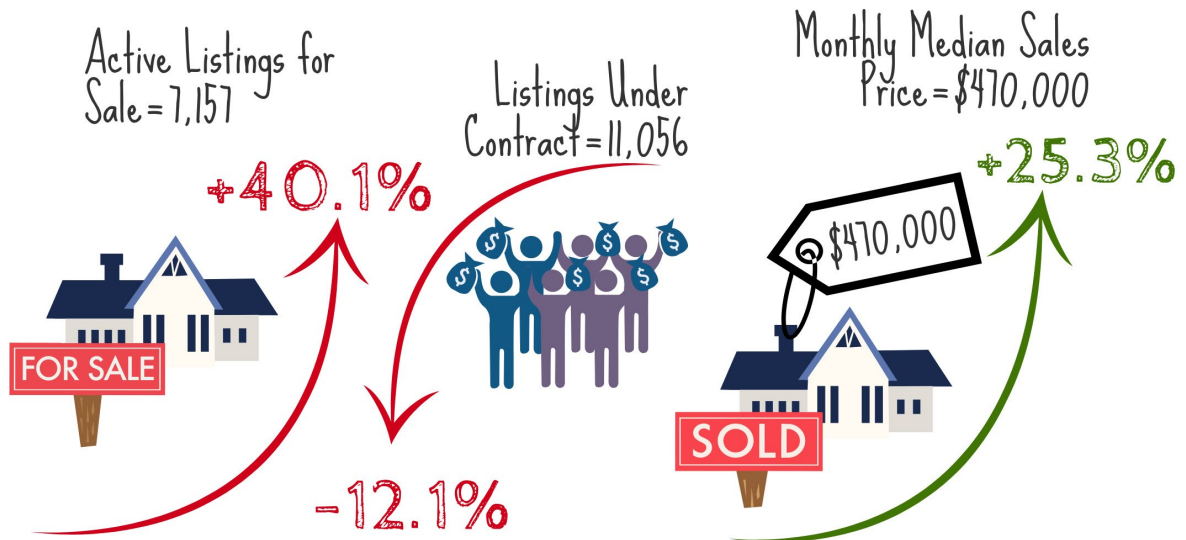 Active Listings for
Sale = 7,157
+40.1%
FOR SALE
Listings Under
Contract = 11,056
$ $ $
$ $ $
-12.1%
Monthly Median Sales
Price = $470,000
+25.3%
$470,000
SOLD